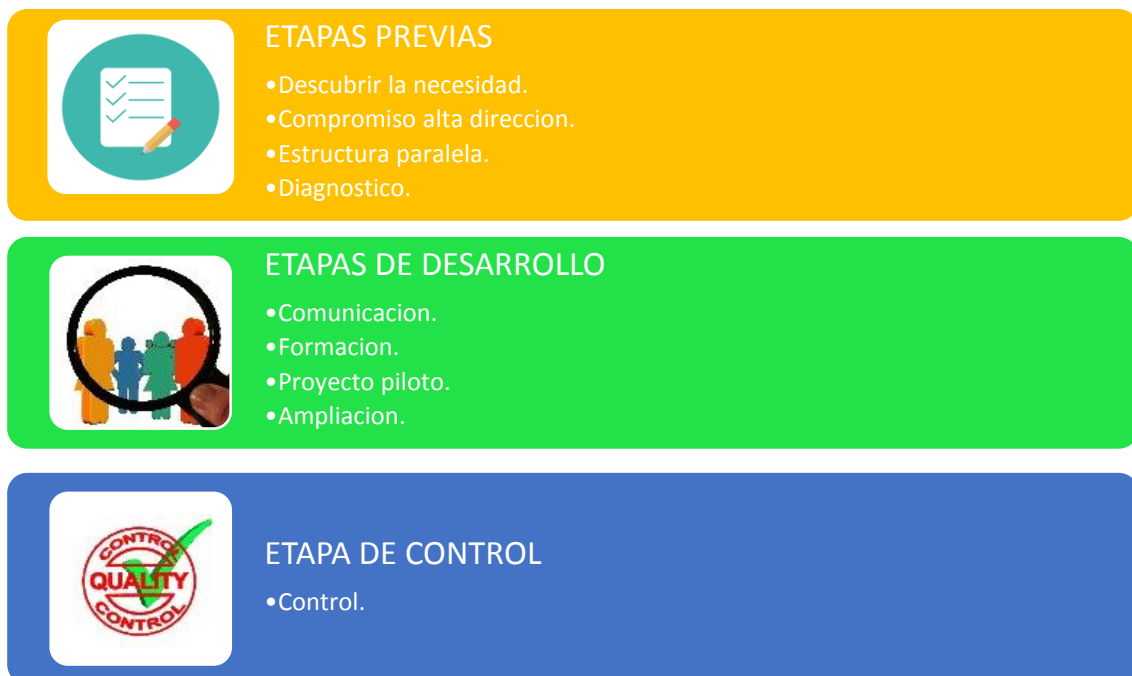 ETAPAS PREVIAS
•Descubrir la necesidad.
•Compromiso alta direccion.
•Estructura paralela.
•Diagnostico.
ETAPAS DE DESARROLLO
•Comunicacion.
•Formacion.
•Proyecto piloto.
•Ampliacion.
CONTROL
QUALITY
CONTROL
ETAPA DE CONTROL
•Control.